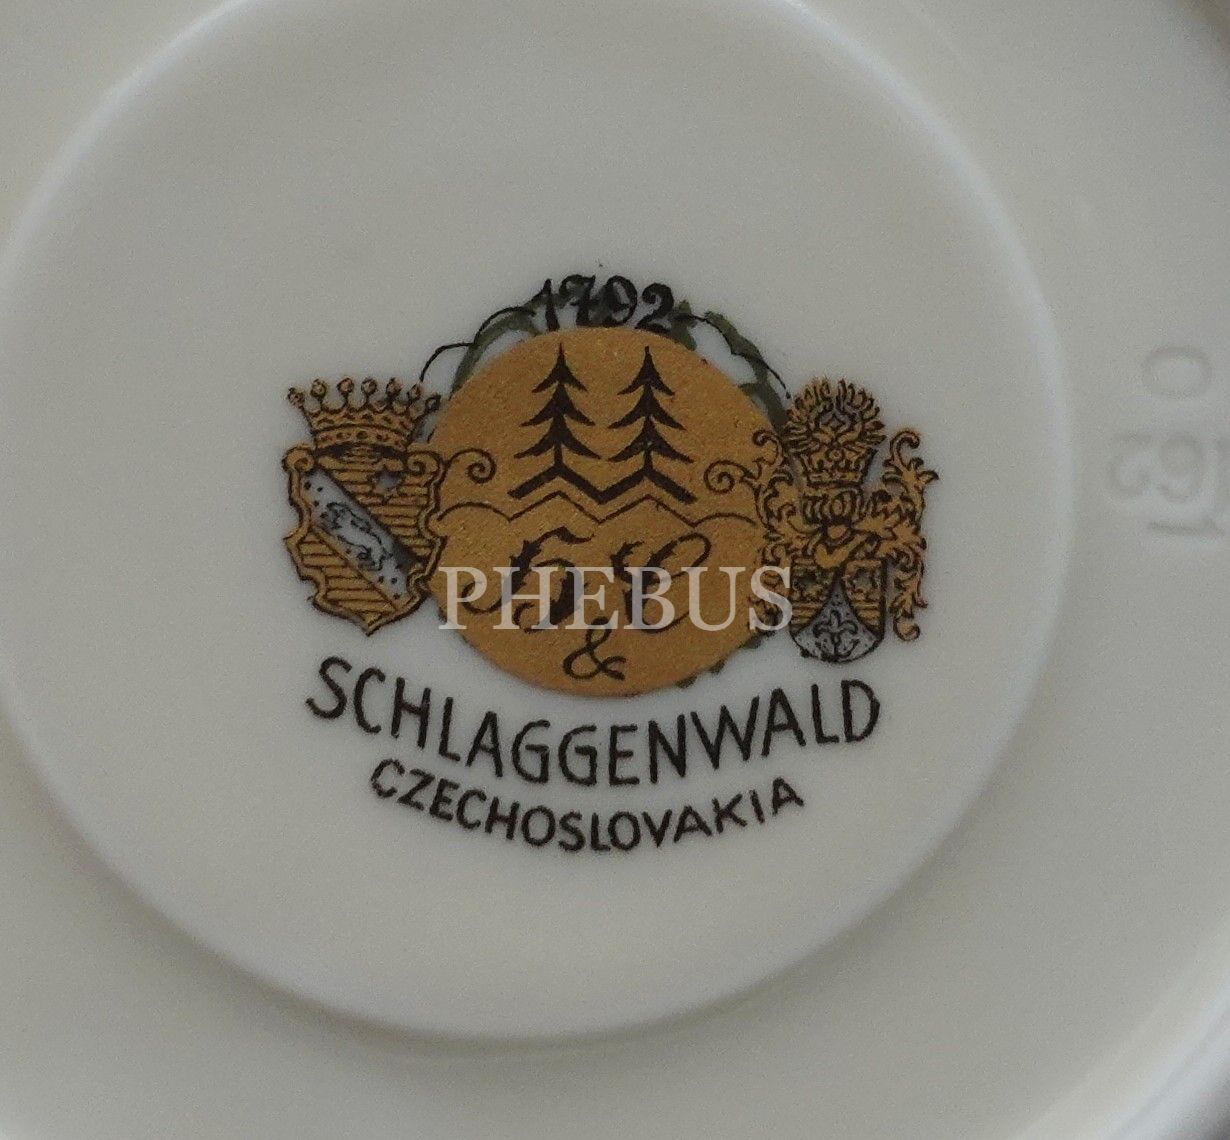 1792
H C
&
PHEBUS
SCHLAGGENWALD
CZECHOSLOVAKIA